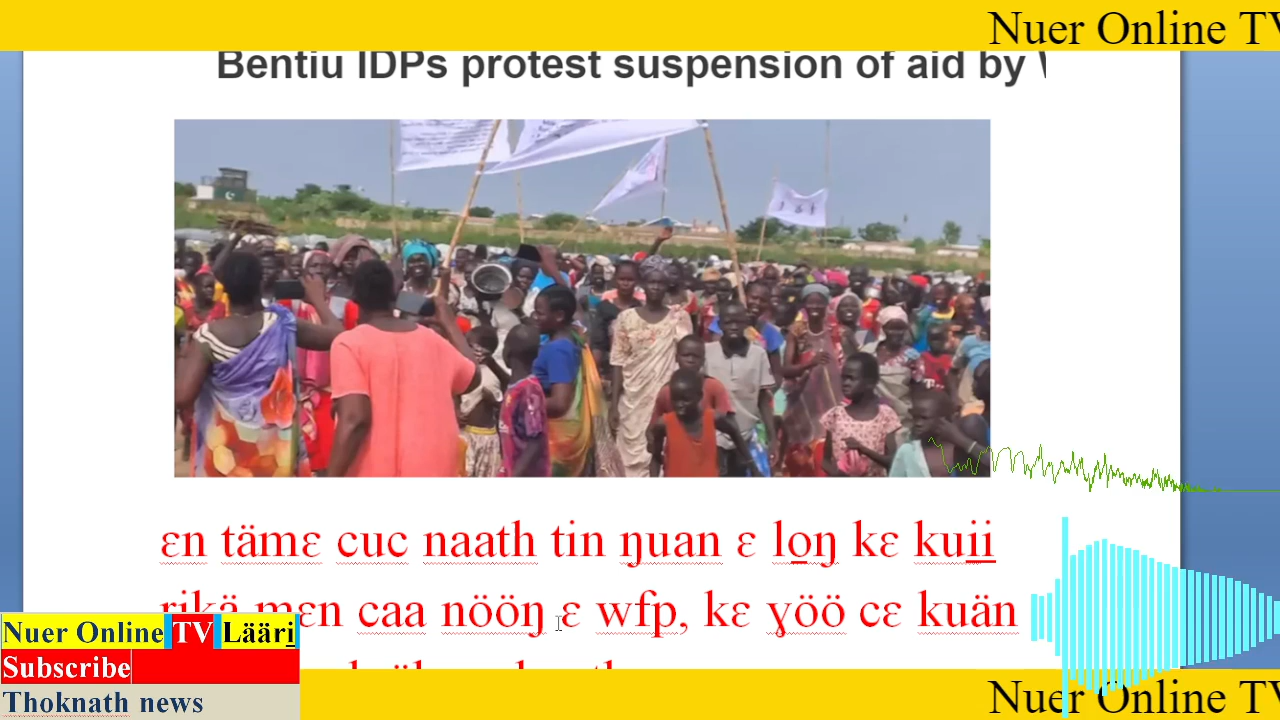 Nuer Online TV
Bentiu IDPs protest suspension of aid by
ɛn tämɛ cuc naath tin ŋuan ɛ lo̱ŋ kɛ kui̱i̱
rikä mɛn caa nööŋ ɛ wfp, kɛ ɣöö cɛ kuän
Nuer Online TV Lääri̱
Subscribe
Thoknath news
Nuer Online TV